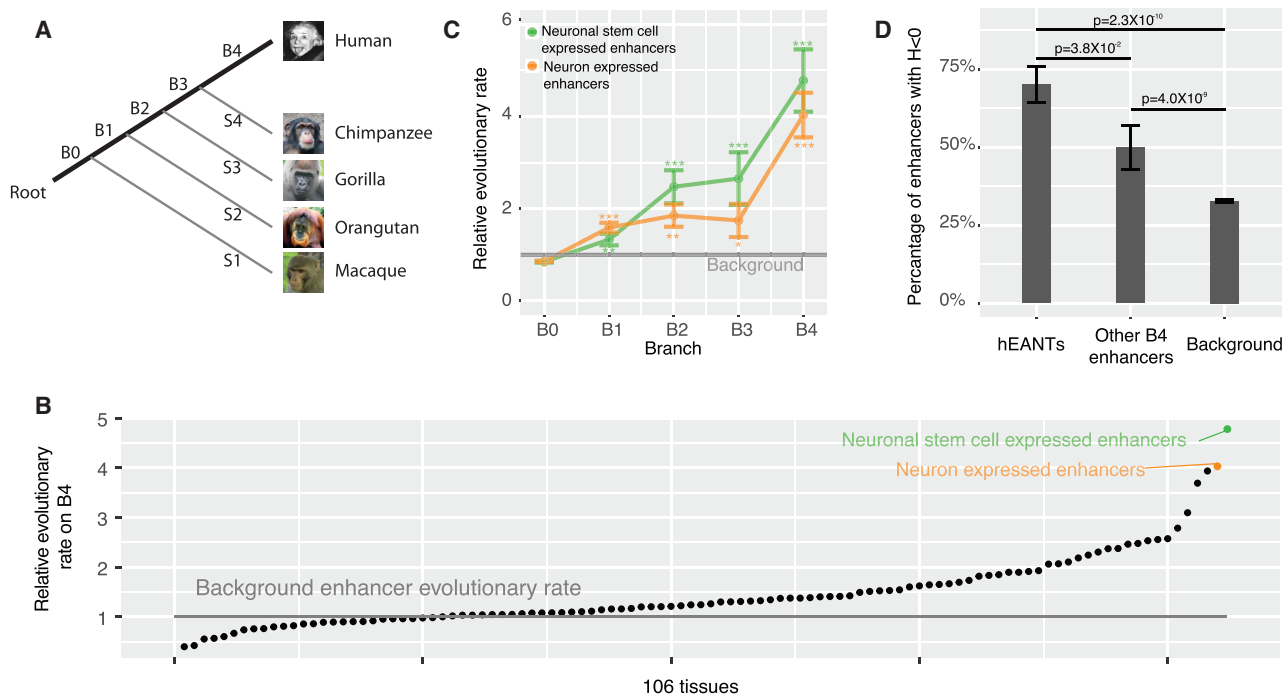 A
Root
B0
B1
B2
B3
B4
S4
S3
S2
S1
Human
Chimpanzee
Gorilla
Orangutan
Macaque
C
Relative evolutionary rate
6
4
2
0
Neuronal stem cell
expressed enhancers
Neuron expressed
enhancers
***
**
***
***
**
***
*
***
***
Background
B0
B1
B2
B3
B4
Branch
D
Percantage of enhancers with H<0
75%
50%
25%
0%
p=2.3X10⁻¹⁰
p=3.8X10⁻²
p=4.0X10⁻⁹
hEANTs
Other B4
enhancers
Background
B
Relative evolutionary
rate on B4
5
4
3
2
1
Neuronal stem cell expressed enhancers
Neuron expressed enhancers
Background enhancer evolutionary rate
106 tissues